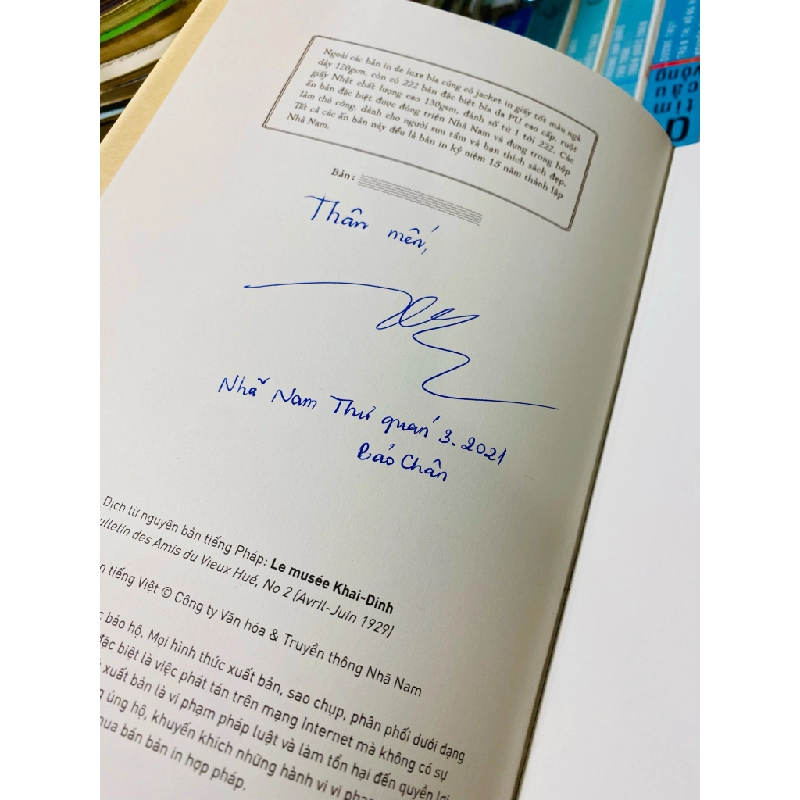 Ngoài các bản in de luxe bìa cứng có jacket in giấy tốt màu ngà
dày 120gsm, còn có 222 bản đặc biệt bìa da PU cao cấp, ruột
giấy Nhật chất lượng cao 130gsm, đánh số từ 1 tới 222. Các
ấn bản đặc biệt được đóng triện Nhã Nam và đựng trong hộp
làm thủ công, dành cho người sưu tầm và bạn thích sách đẹp.
Tất cả các ấn bản này đều là bản in kỷ niệm 15 năm thành lập
Nhã Nam.
Bản:
Thân mến,
Nhã Nam Thư quán 3.2021
Bảo Chân
Dịch từ nguyên bản tiếng Pháp: Le musée Khai-Dinh
ulletin des Amis du Vieux Hué, No 2 (Avril-Juin 1929)
tiếng Việt © Công ty Văn hóa & Truyền thông Nhã Nam
bảo hộ. Mọi hình thức xuất bản, sao chụp, phân phối dưới dạng
đặc biệt là việc phát tán trên mạng Internet mà không có sự
xuất bản là vi phạm pháp luật và làm tổn hại đến quyền lợi
ủng hộ, khuyến khích những hành vi vi phạ
ua bán bản in hợp pháp.
tìm
câu
vọng